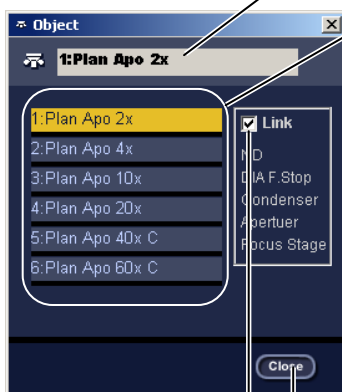 Object
1:Plan Apo 2x
1:Plan Apo 2x
2:Plan Apo 4x
3:Plan Apo 10x
4:Plan Apo 20x
5:Plan Apo 40x C
6:Plan Apo 60x C
Link
ND
DIA F.Stop
Condenser
Apertuer
Focus Stage
Close